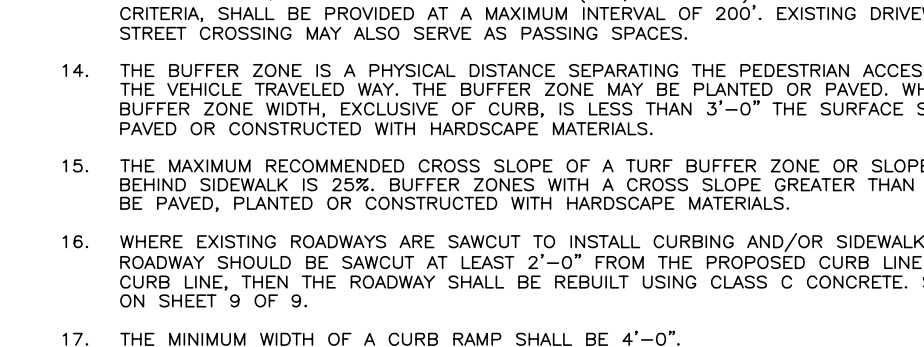 CRITERIA, SHALL BE PROVIDED AT A MAXIMUM INTERVAL OF 200'. EXISTING
STREET CROSSING MAY ALSO SERVE AS PASSING SPACES.
14. THE BUFFER ZONE IS A PHYSICAL DISTANCE SEPARATING THE PEDESTRIAN
THE VEHICLE TRAVELED WAY. THE BUFFER ZONE MAY BE PLANTED OR PAVED.
BUFFER ZONE WIDTH, EXCLUSIVE OF CURB, IS LESS THAN 3'-0" THE SURFACE
PAVED OR CONSTRUCTED WITH HARDSCAPE MATERIALS.
15. THE MAXIMUM RECOMMENDED CROSS SLOPE OF A TURF BUFFER ZONE OR SLOPE
BEHIND SIDEWALK IS 25%. BUFFER ZONES WITH A CROSS SLOPE GREATER THAN
BE PAVED, PLANTED OR CONSTRUCTED WITH HARDSCAPE MATERIALS.
16. WHERE EXISTING ROADWAYS ARE SAWCUT TO INSTALL CURBING AND/OR SIDEWALK
ROADWAY SHOULD BE SAWCUT AT LEAST 2'-0" FROM THE PROPOSED CURB LINE
CURB LINE, THEN THE ROADWAY SHALL BE REBUILT USING CLASS C CONCRETE.
ON SHEET 9 OF 9.
17. THE MINIMUM WIDTH OF A CURB RAMP SHALL BE 4'-0".